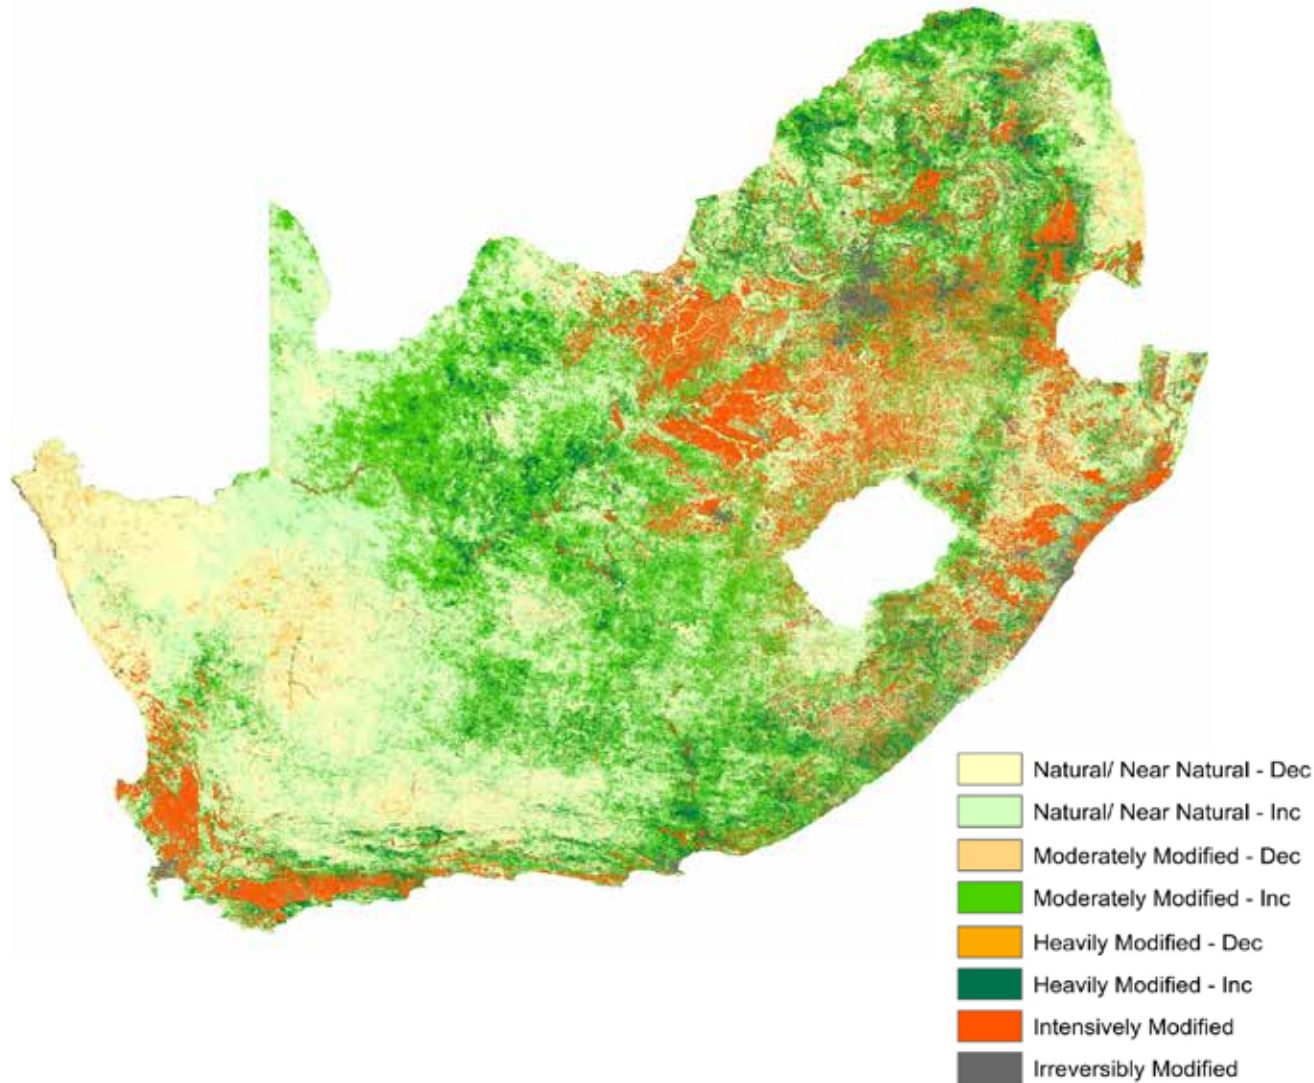 Natural/ Near Natural - Dec
Natural/ Near Natural - Inc
Moderately Modified - Dec
Moderately Modified - Inc
Heavily Modified - Dec
Heavily Modified - Inc
Intensively Modified
Irreversibly Modified